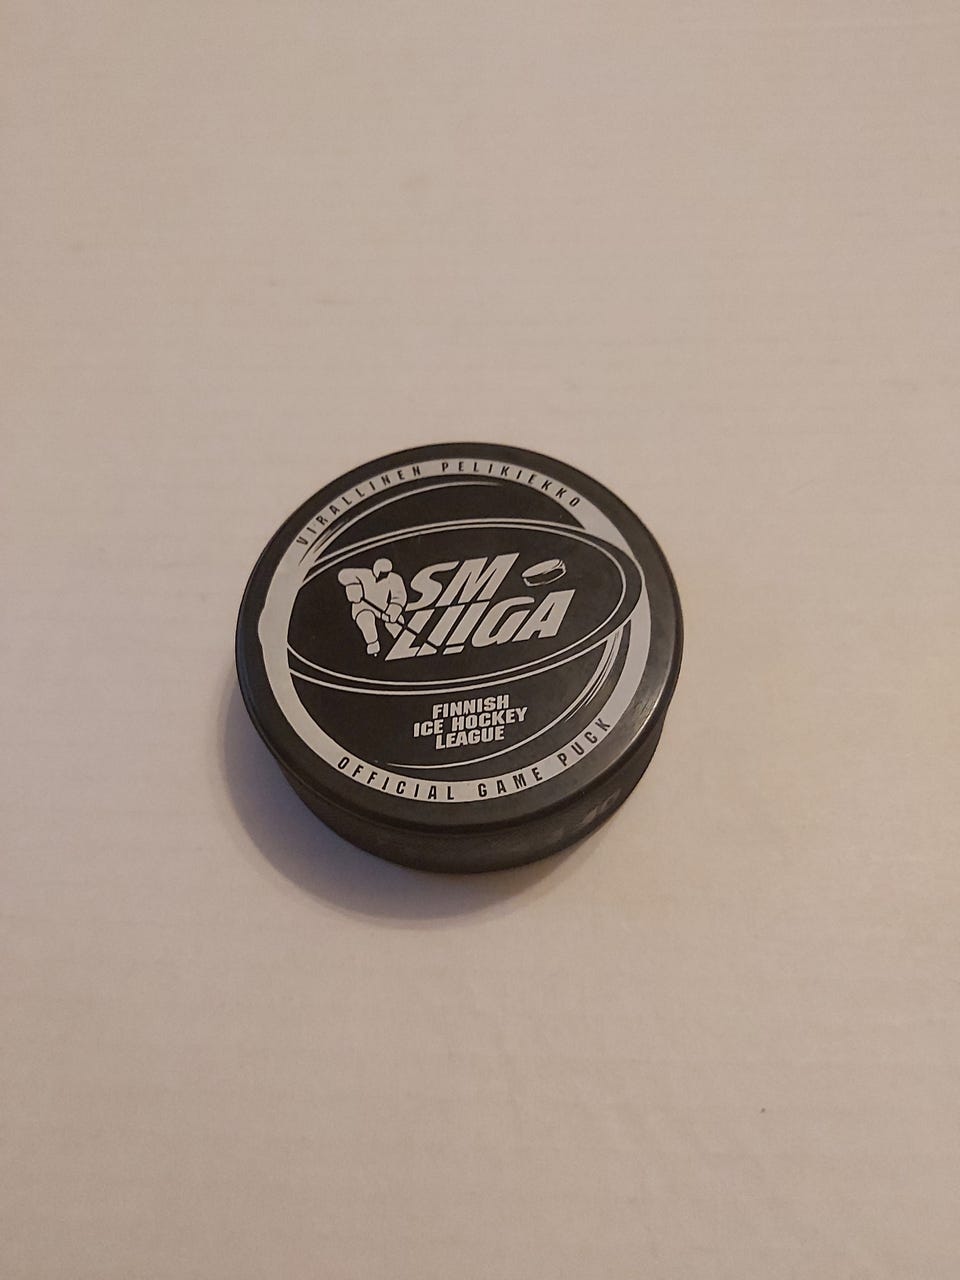 VIRALLINEN PELIKIEKKO
SM
LIIGA
FINNISH
ICE HOCKEY
LEAGUE
OFFICIAL GAME PUCK